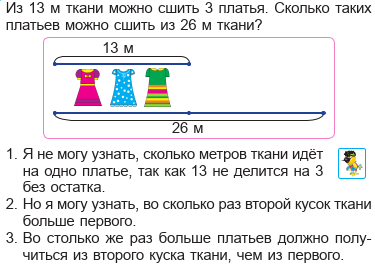 Из 13 м ткани можно сшить 3 платья. Сколько таких
платьев можно сшить из 26 м ткани?
13 м
26 м
1. Я не могу узнать, сколько метров ткани идёт
на одно платье, так как 13 не делится на 3
без остатка.
2. Но я могу узнать, во сколько раз второй кусок ткани
больше первого.
3. Во столько же раз больше платьев должно полу-
читься из второго куска ткани, чем из первого.